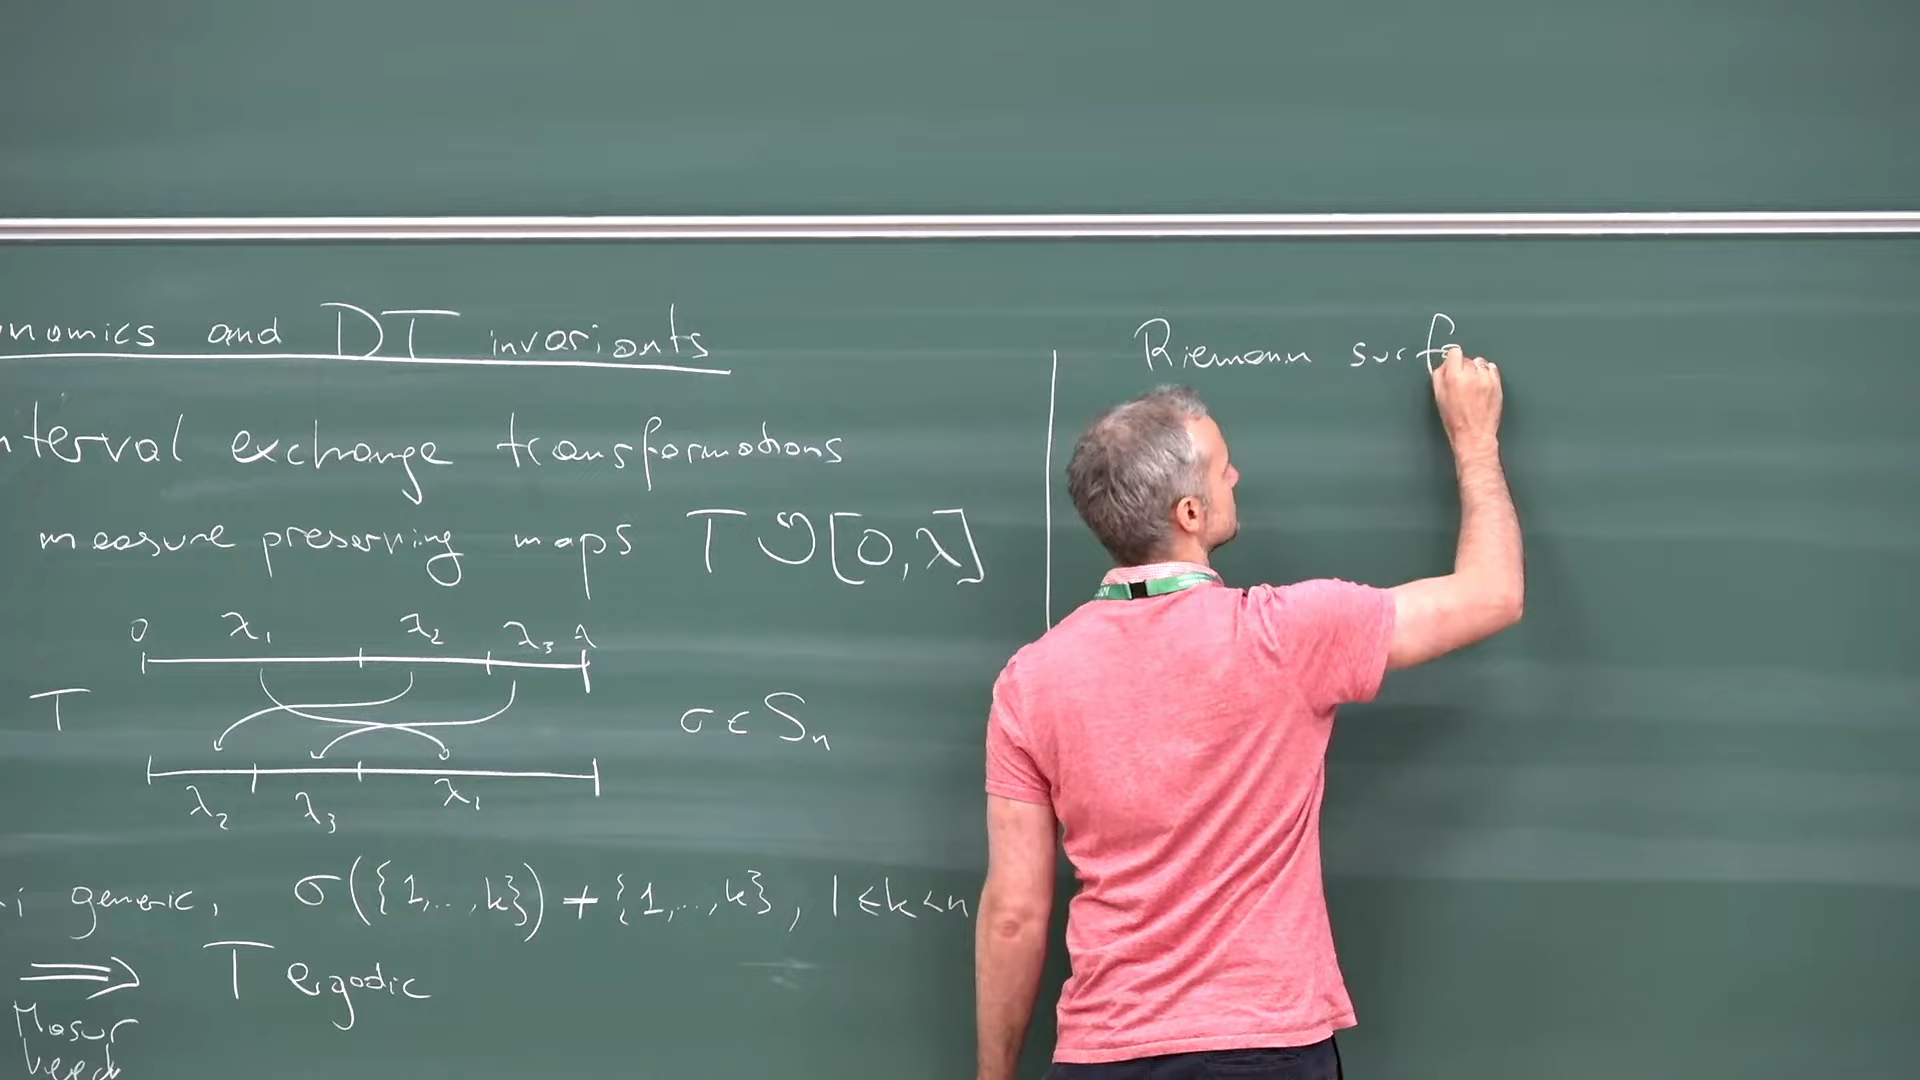 nomics and DT invariants
nterval exchange transformations
measure preserving maps T ↻ [0, λ]
0 λ₁ λ₂ λ₃ λ
T σ ∈ Sₙ
λ₂ λ₃ λ₁
i generic, σ({1,..,k}) ≠ {1,..,k}, 1≤k<n
⟹ T ergodic
Masur
Veech
Riemann surfa